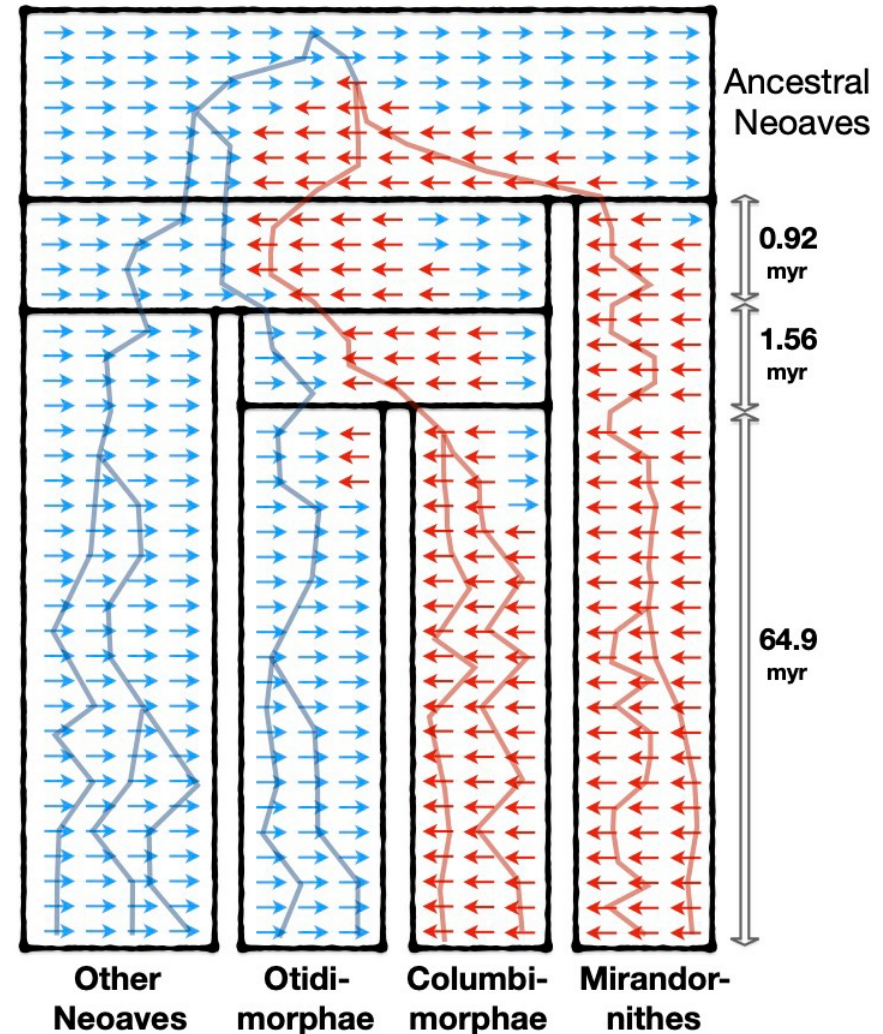 Ancestral
Neoaves
0.92
myr
1.56
myr
64.9
myr
Other
Neoaves
Otidi-
morphae
Columbi-
morphae
Mirandor-
nithes